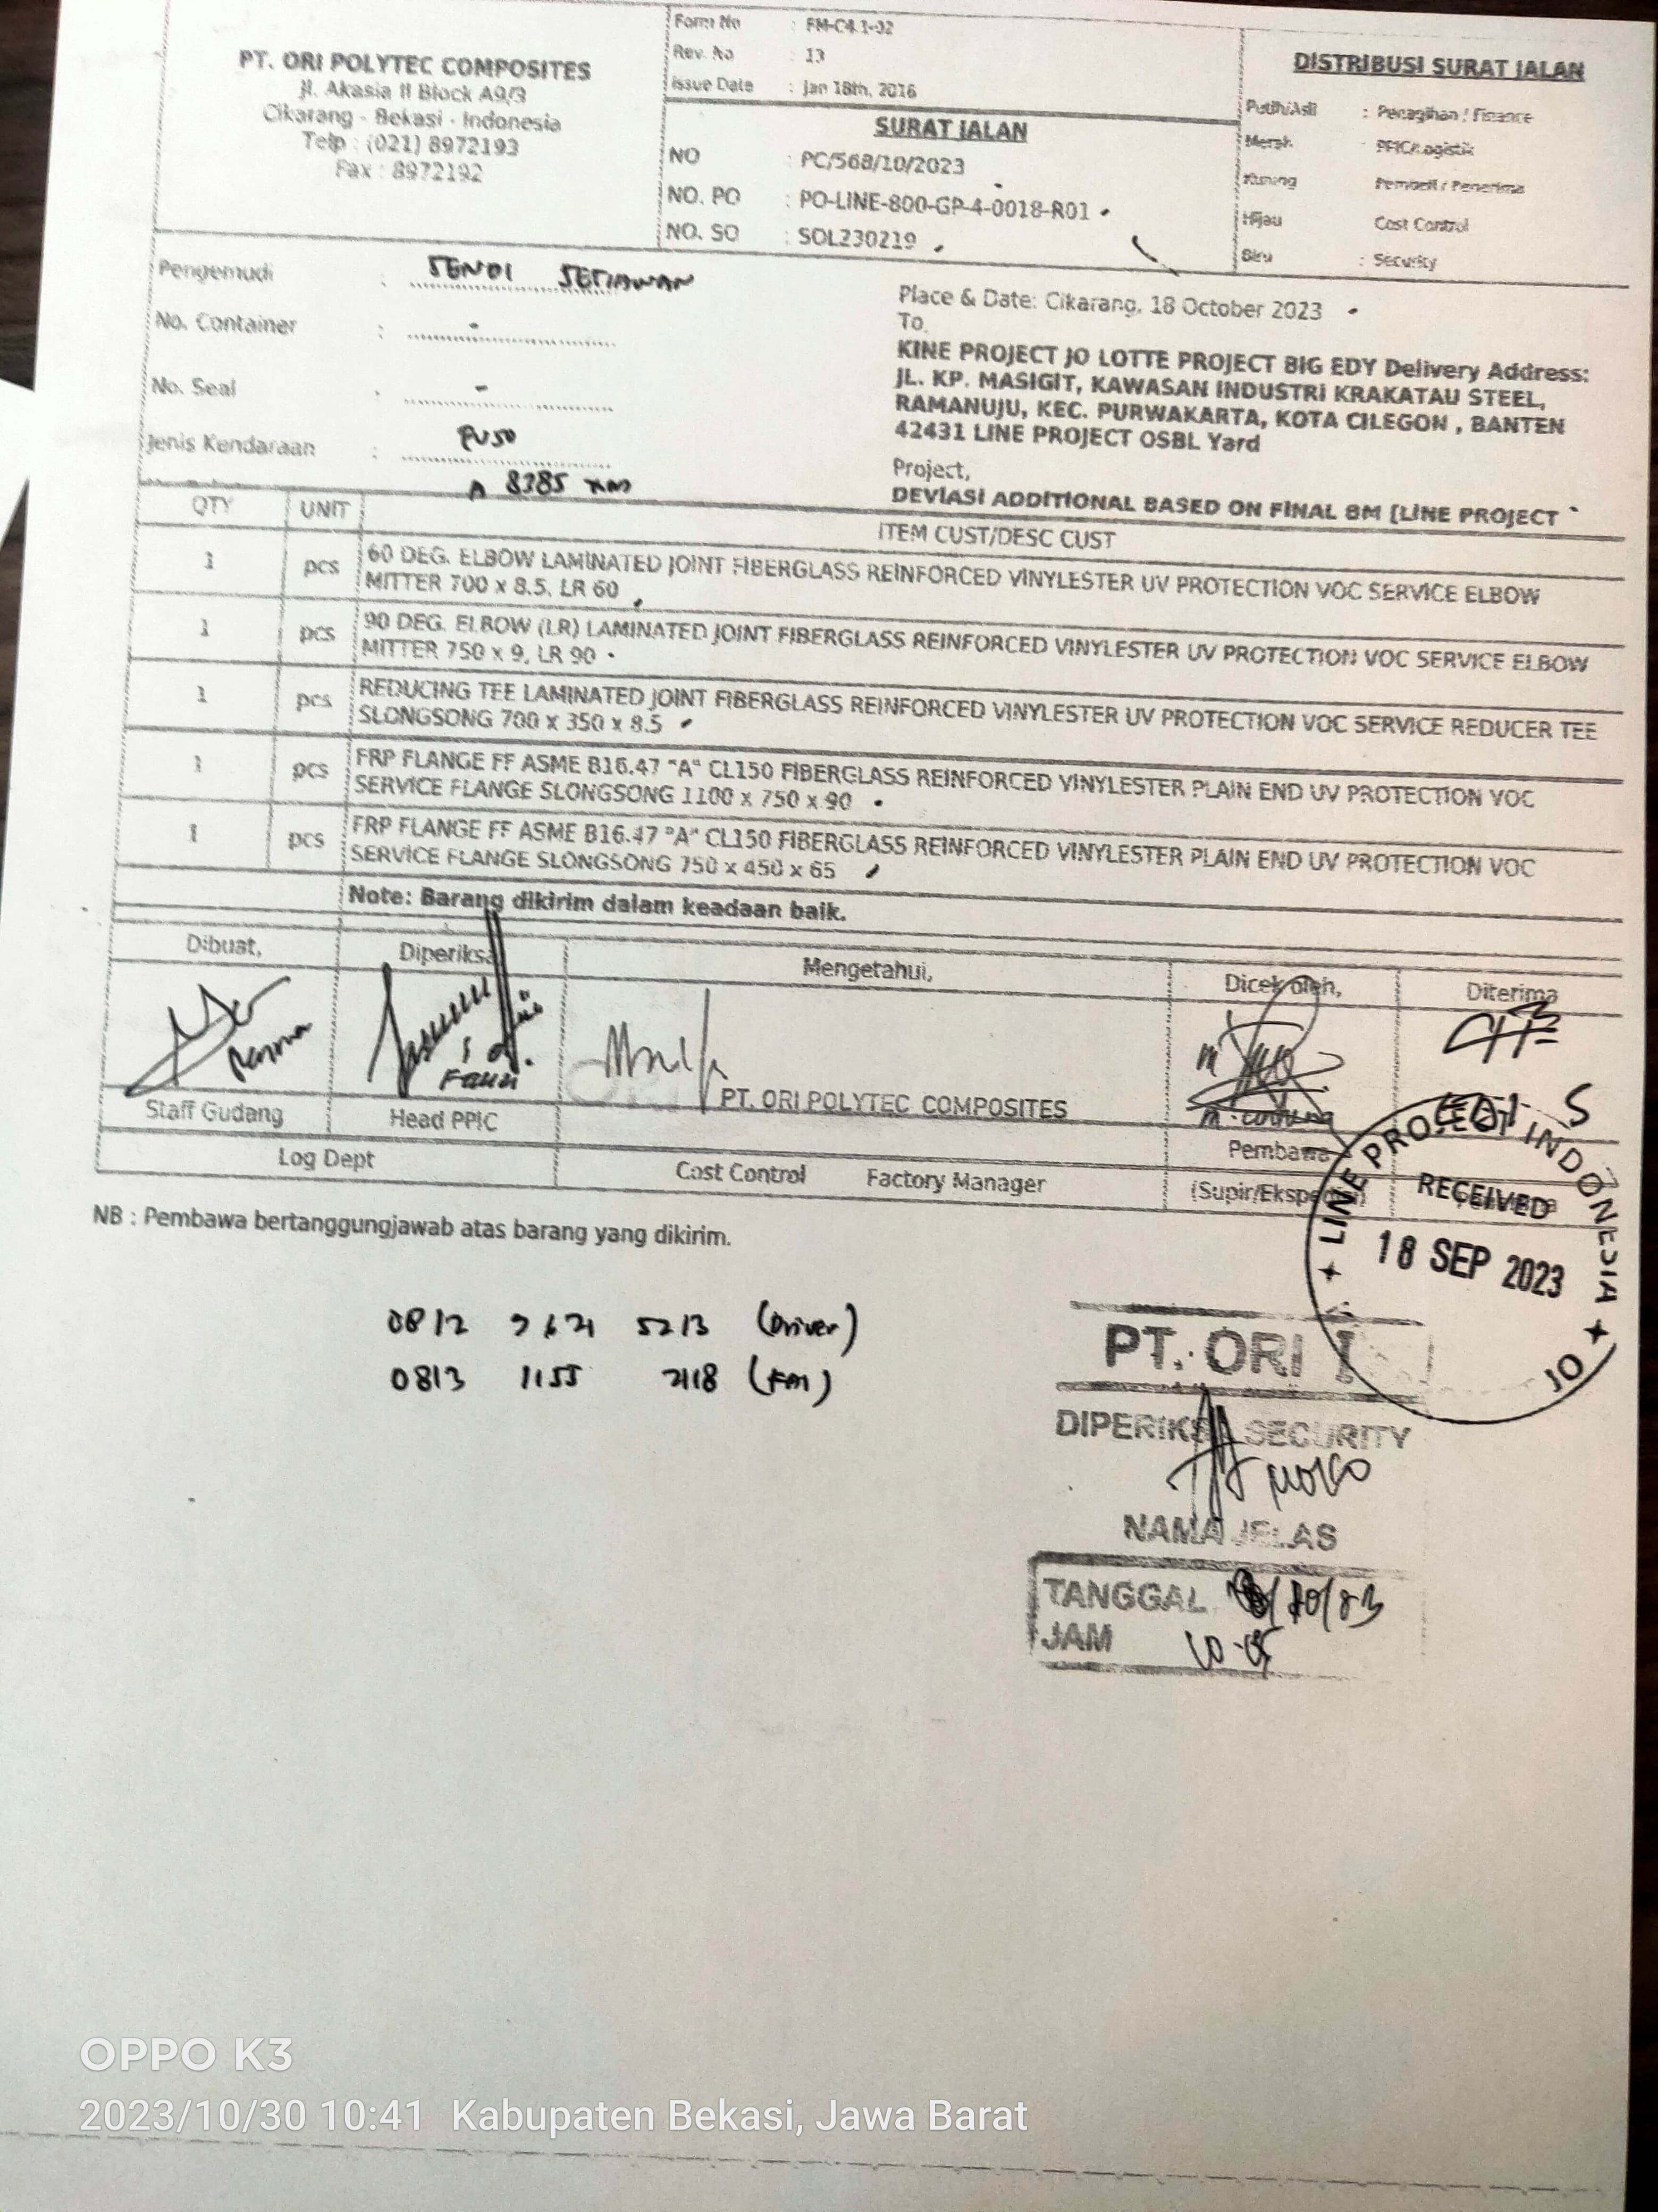 PT. ORI POLYTEC COMPOSITES
Jl. Akasia II Block A9/3
Cikarang - Bekasi - Indonesia
Telp : (021) 8972193
Fax : 8972192
Form No : FM-C4.1-02
Rev. No : 13
Issue Date : Jan 18th, 2016
SURAT JALAN
NO : PC/568/10/2023
NO. PO : PO-LINE-800-GP-4-0018-R01
NO. SO : SOL230219
DISTRIBUSI SURAT JALAN
Putih/Asli : Penagihan / Finance
Merah : PPIC/Logistik
Kuning Pembeli / Penerima
Hijau Cost Control
Biru : Security
Pengemudi : SENDI SETIAWAN
No. Container : -
No. Seal : -
Jenis Kendaraan : FUSO
A 8385
Place & Date: Cikarang, 18 October 2023
To.
KINE PROJECT JO LOTTE PROJECT BIG EDY Delivery Address:
JL. KP. MASIGIT, KAWASAN INDUSTRI KRAKATAU STEEL,
RAMANUJU, KEC. PURWAKARTA, KOTA CILEGON , BANTEN
42431 LINE PROJECT OSBL Yard
Project,
DEVIASI ADDITIONAL BASED ON FINAL BM [LINE PROJECT
QTY UNIT ITEM CUST/DESC CUST
1 pcs 60 DEG. ELBOW LAMINATED JOINT FIBERGLASS REINFORCED VINYLESTER UV PROTECTION VOC SERVICE ELBOW
MITTER 700 x 8.5, LR 60
1 pcs 90 DEG. ELBOW (LR) LAMINATED JOINT FIBERGLASS REINFORCED VINYLESTER UV PROTECTION VOC SERVICE ELBOW
MITTER 750 x 9, LR 90
1 pcs REDUCING TEE LAMINATED JOINT FIBERGLASS REINFORCED VINYLESTER UV PROTECTION VOC SERVICE REDUCER TEE
SLONGSONG 700 x 350 x 8.5
1 pcs FRP FLANGE FF ASME B16.47 "A" CL150 FIBERGLASS REINFORCED VINYLESTER PLAIN END UV PROTECTION VOC
SERVICE FLANGE SLONGSONG 1100 x 750 x 90
1 pcs FRP FLANGE FF ASME B16.47 "A" CL150 FIBERGLASS REINFORCED VINYLESTER PLAIN END UV PROTECTION VOC
SERVICE FLANGE SLONGSONG 750 x 450 x 65
Note: Barang dikirim dalam keadaan baik.
Dibuat, Diperiksa Mengetahui, Dicek oleh, Diterima
Fauzi
PT. ORI POLYTEC COMPOSITES
Staff Gudang Head PPIC Pembawa
Log Dept Cost Control Factory Manager (Supir/Ekspedisi)
NB : Pembawa bertanggungjawab atas barang yang dikirim.
LINE PROJECT INDONESIA JO
RECEIVED
18 SEP 2023
5213 (Driver)
0813 1155 2118 (FM)
PT. ORI
DIPERIKSA SECURITY
NAMA JELAS
TANGGAL
JAM
OPPO K3
2023/10/30 10:41 Kabupaten Bekasi, Jawa Barat